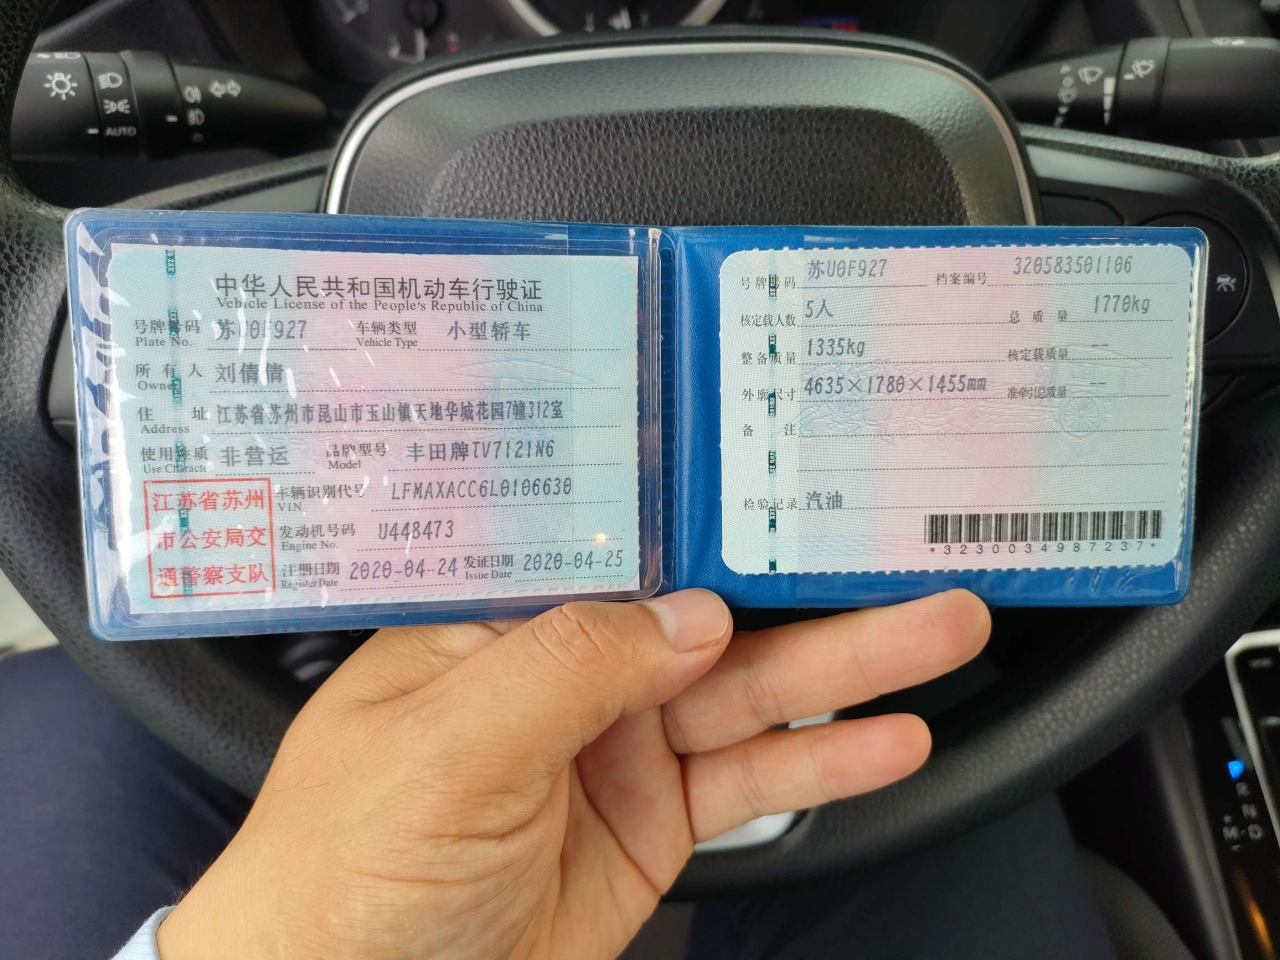 中华人民共和国机动车行驶证
Vehicle License of the People's Republic of China
号牌号码 苏U0F927 车辆类型 小型轿车
Plate No. Vehicle Type
所有人 刘倩倩
Owner
住址 江苏省苏州市昆山市玉山镇天地华城花园7幢312室
Address
使用性质 非营运 品牌型号 丰田牌TV7121N6
Use Character Model
江苏省苏州
市公安局交
通警察支队
车辆识别代号 LFMAXACC6L0106630
VIN
发动机号码 U448473
Engine No.
注册日期 2020-04-24 发证日期 2020-04-25
Register Date Issue Date
号牌号码 苏U0F927 档案编号 320583501106
核定载人数 5人 总质量 1770kg
整备质量 1335kg 核定载质量 --
外廓尺寸 4635×1780×1455mm 准牵引总质量 --
备注
检验记录 汽油
*3230034987237*
AUTO
R
N
M-D